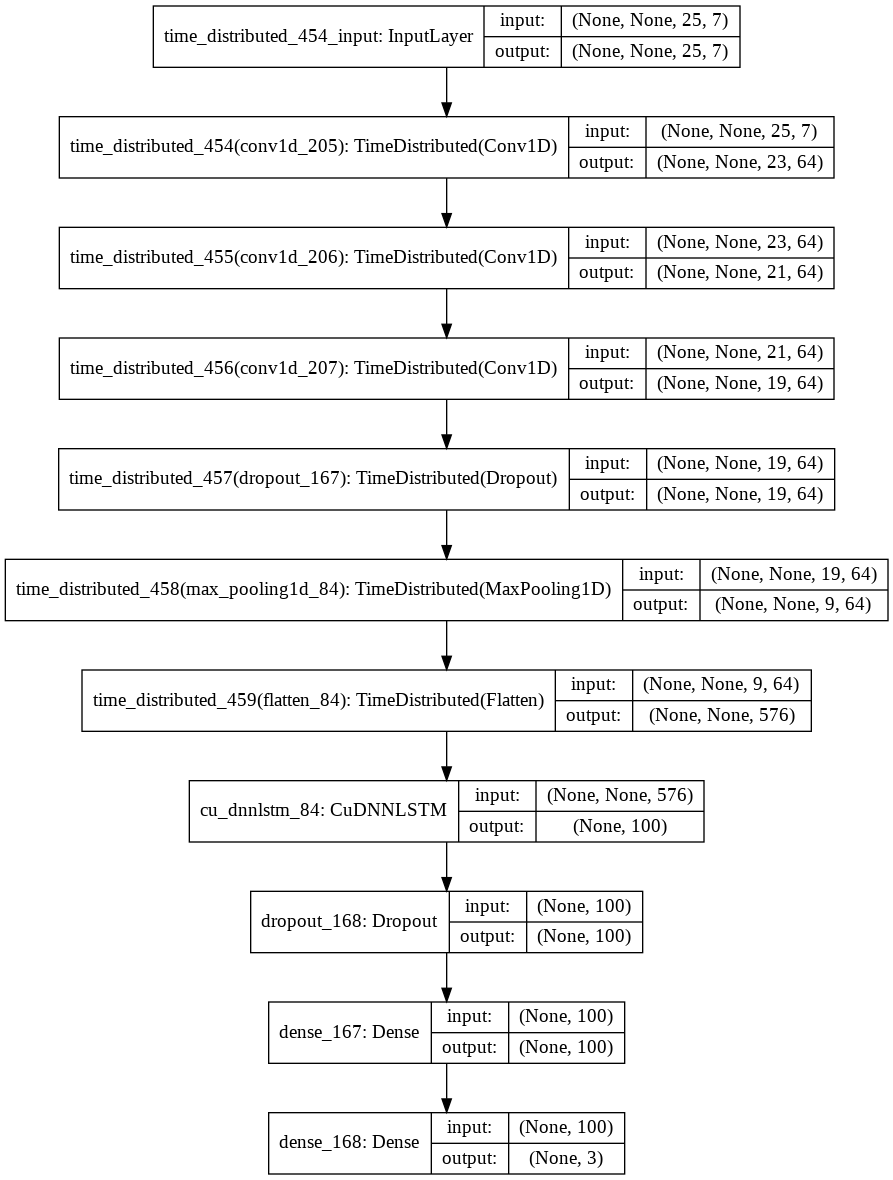 time_distributed_454_input: InputLayer
input: (None, None, 25, 7)
output: (None, None, 25, 7)
time_distributed_454(conv1d_205): TimeDistributed(Conv1D)
input: (None, None, 25, 7)
output: (None, None, 23, 64)
time_distributed_455(conv1d_206): TimeDistributed(Conv1D)
input: (None, None, 23, 64)
output: (None, None, 21, 64)
time_distributed_456(conv1d_207): TimeDistributed(Conv1D)
input: (None, None, 21, 64)
output: (None, None, 19, 64)
time_distributed_457(dropout_167): TimeDistributed(Dropout)
input: (None, None, 19, 64)
output: (None, None, 19, 64)
time_distributed_458(max_pooling1d_84): TimeDistributed(MaxPooling1D)
input: (None, None, 19, 64)
output: (None, None, 9, 64)
time_distributed_459(flatten_84): TimeDistributed(Flatten)
input: (None, None, 9, 64)
output: (None, None, 576)
cu_dnnlstm_84: CuDNNLSTM
input: (None, None, 576)
output: (None, 100)
dropout_168: Dropout
input: (None, 100)
output: (None, 100)
dense_167: Dense
input: (None, 100)
output: (None, 100)
dense_168: Dense
input: (None, 100)
output: (None, 3)